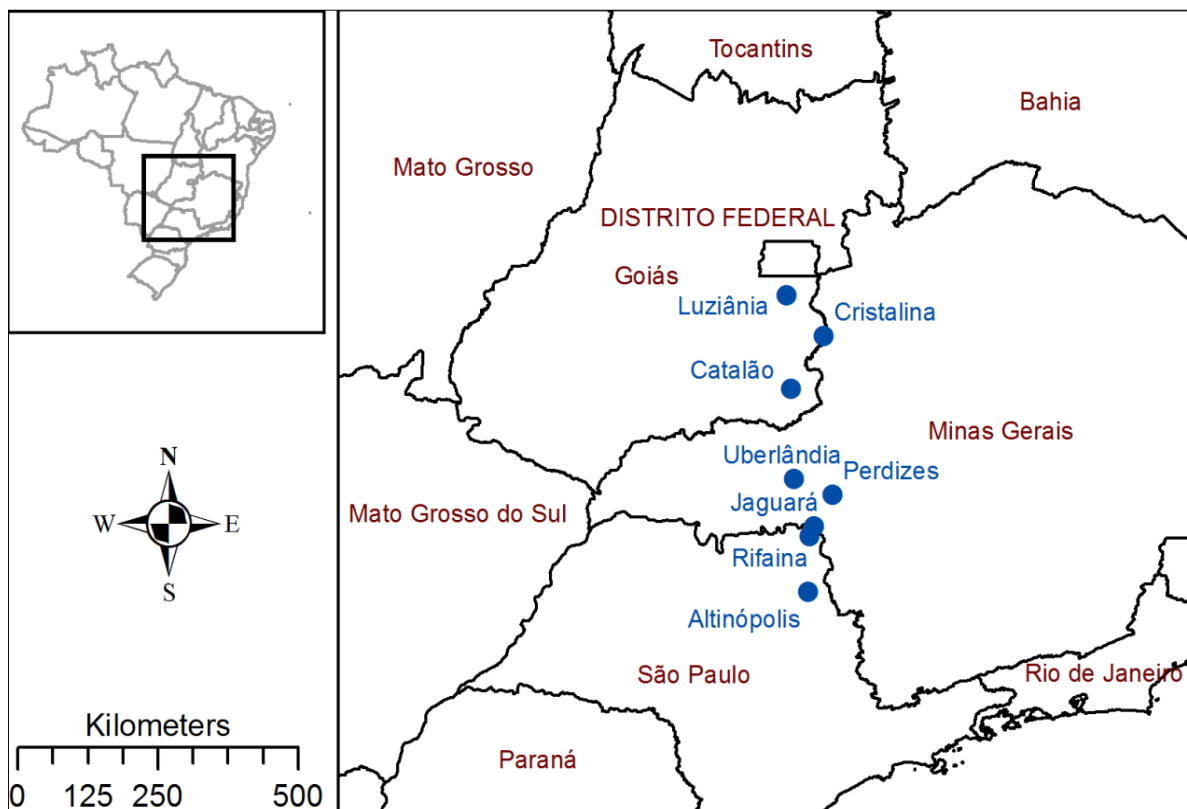 Tocantins
Bahia
Mato Grosso
DISTRITO FEDERAL
Goiás
Luziânia
Cristalina
Catalão
Minas Gerais
Uberlândia
Perdizes
Jaguará
Mato Grosso do Sul
Rifaina
Altinópolis
São Paulo
Rio de Janeiro
Paraná
N
W
E
S
Kilometers
0 125 250 500